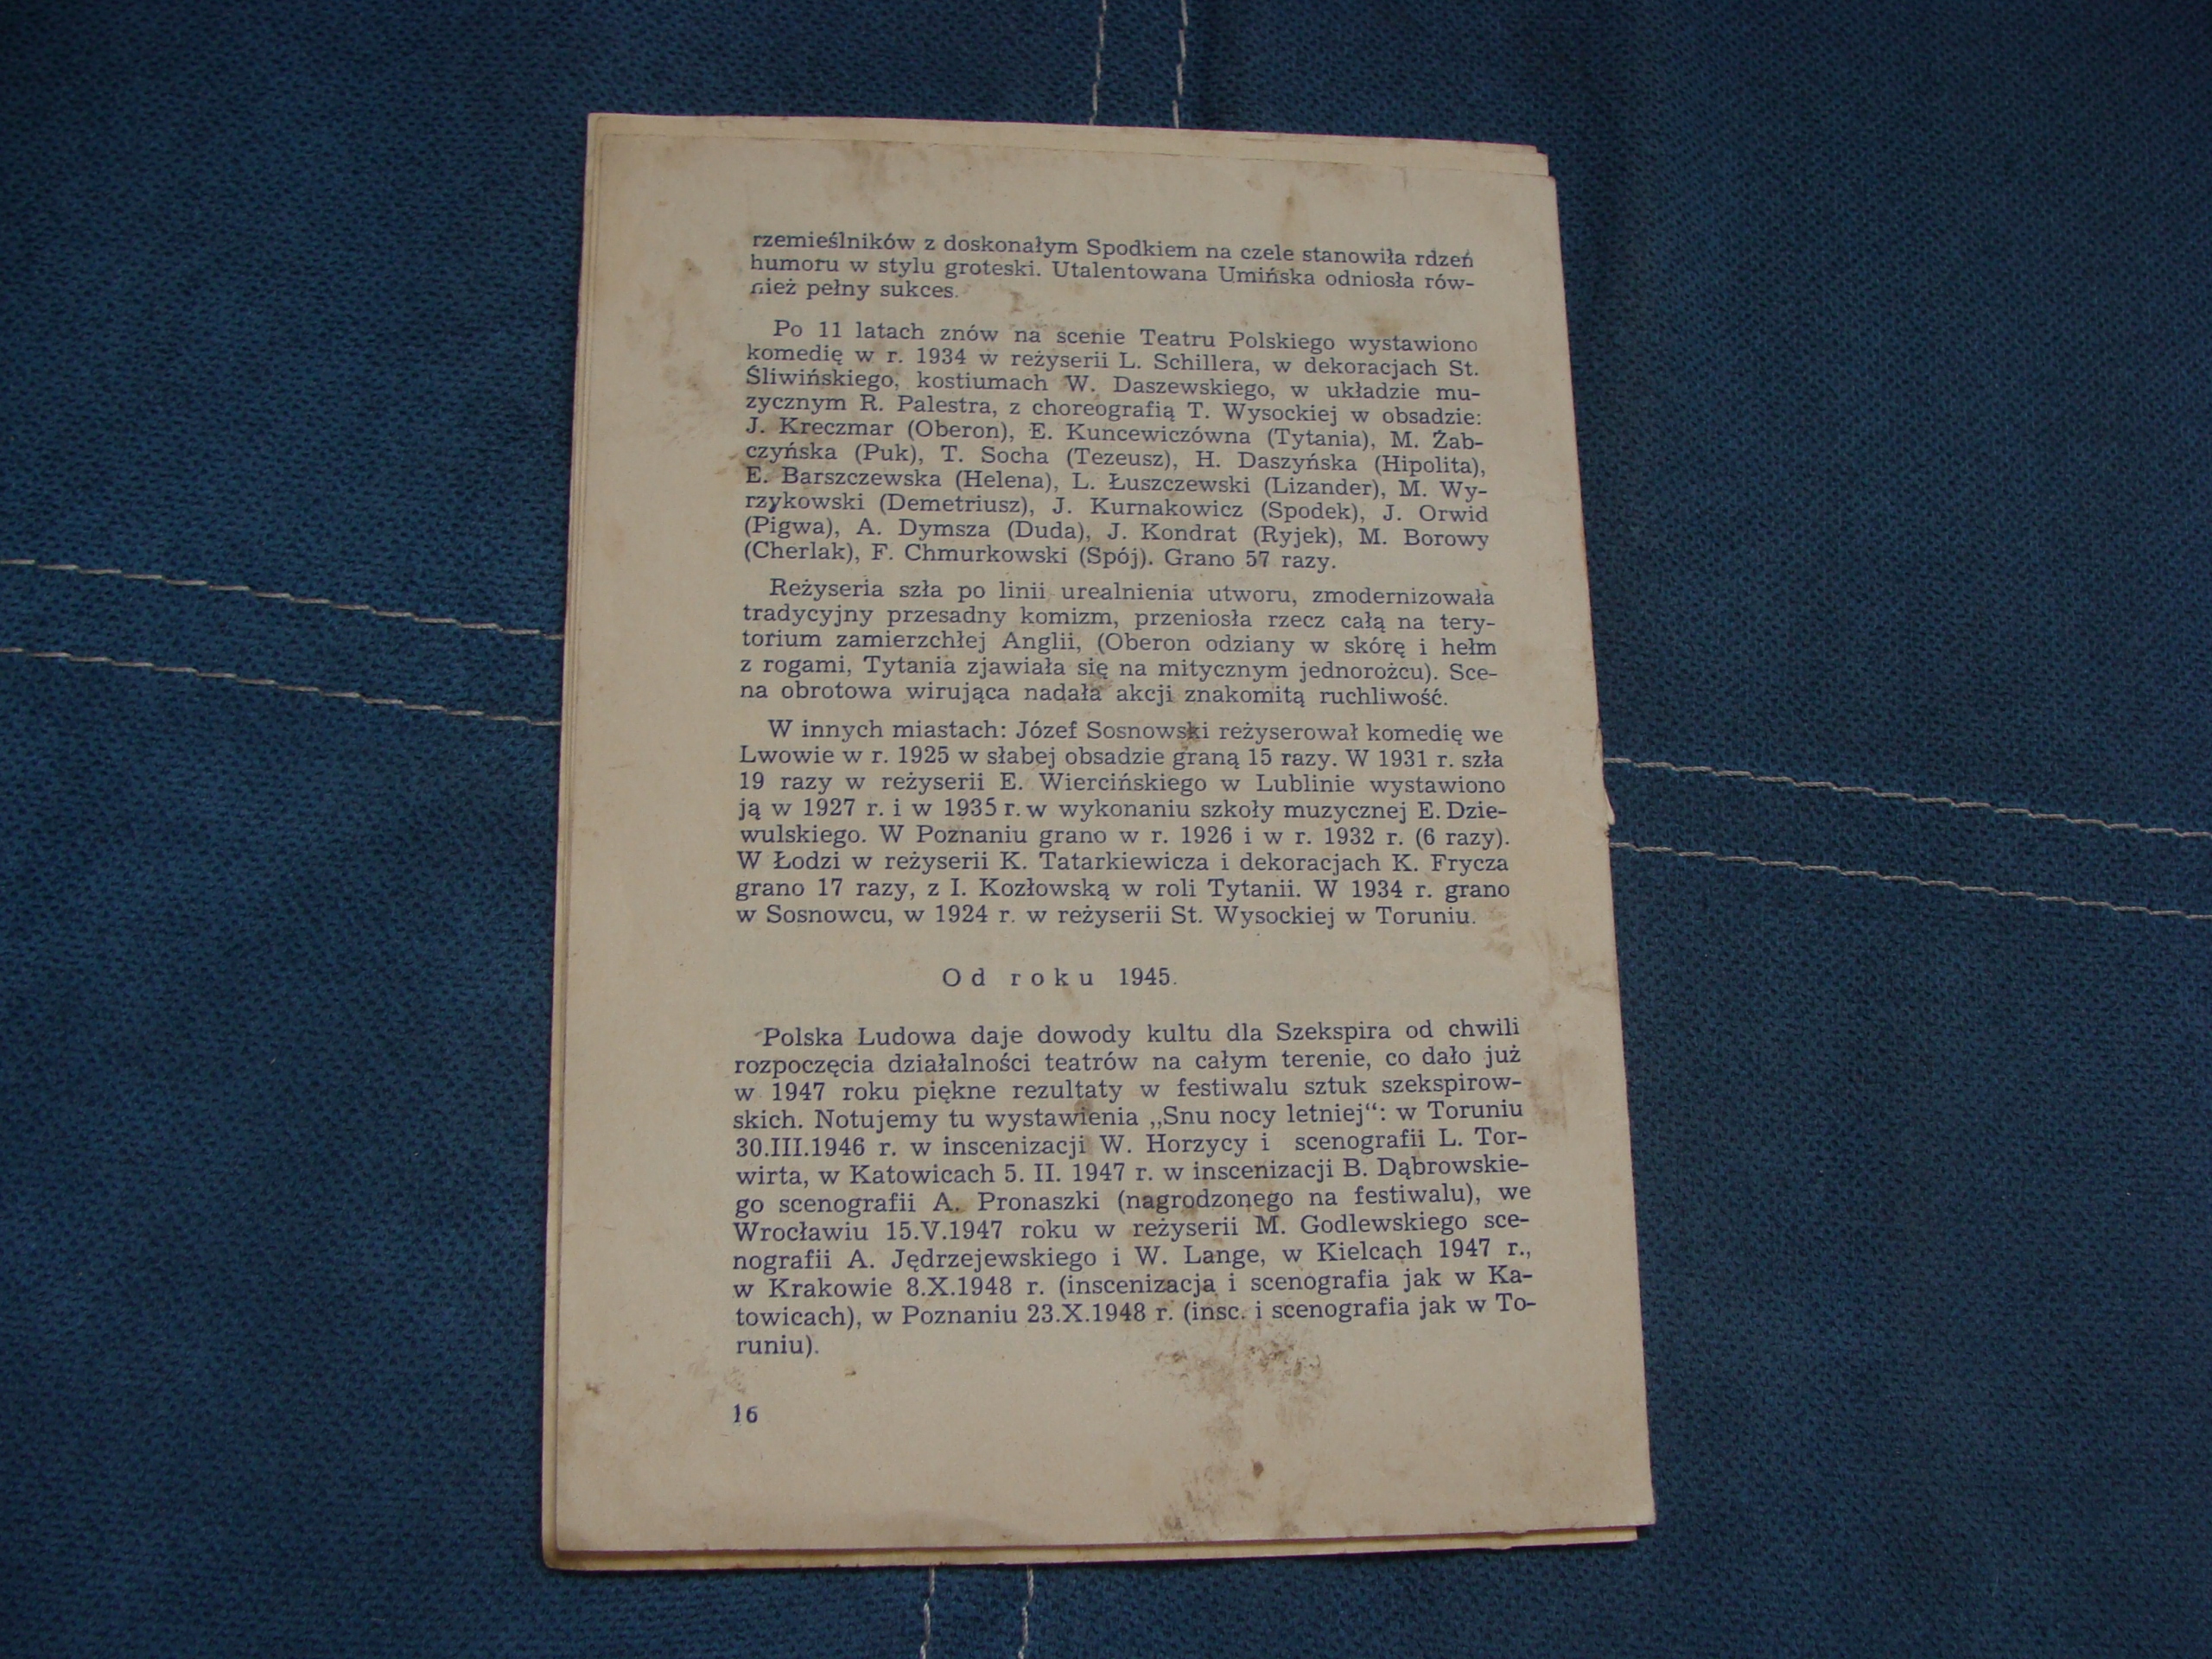 rzemieślników z doskonałym Spodkiem na czele stanowiła rdzeń
humoru w stylu groteski. Utalentowana Umińska odniosła rów-
nież pełny sukces.
Po 11 latach znów na scenie Teatru Polskiego wystawiono
komedię w r. 1934 w reżyserii L. Schillera, w dekoracjach St.
Śliwińskiego, kostiumach W. Daszewskiego, w układzie mu-
zycznym R. Palestra, z choreografią T. Wysockiej w obsadzie:
J. Kreczmar (Oberon), E. Kuncewiczówna (Tytania), M. Żab-
czyńska (Puk), T. Socha (Tezeusz), H. Daszyńska (Hipolita),
E. Barszczewska (Helena), L. Łuszczewski (Lizander), M. Wy-
rzykowski (Demetriusz), J. Kurnakowicz (Spodek), J. Orwid
(Pigwa), A. Dymsza (Duda), J. Kondrat (Ryjek), M. Borowy
(Cherlak), F. Chmurkowski (Spój). Grano 57 razy.
Reżyseria szła po linii urealnienia utworu, zmodernizowała
tradycyjny przesadny komizm, przeniosła rzecz całą na tery-
torium zamierzchłej Anglii, (Oberon odziany w skórę i hełm
z rogami, Tytania zjawiała się na mitycznym jednorożcu). Sce-
na obrotowa wirująca nadała akcji znakomitą ruchliwość.
W innych miastach: Józef Sosnowski reżyserował komedię we
Lwowie w r. 1925 w słabej obsadzie graną 15 razy. W 1931 r. szła
19 razy w reżyserii E. Wiercińskiego w Lublinie wystawiono
ją w 1927 r. i w 1935 r. w wykonaniu szkoły muzycznej E. Dzie-
wulskiego. W Poznaniu grano w r. 1926 i w r. 1932 r. (6 razy).
W Łodzi w reżyserii K. Tatarkiewicza i dekoracjach K. Frycza
grano 17 razy, z I. Kozłowską w roli Tytanii. W 1934 r. grano
w Sosnowcu, w 1924 r. w reżyserii St. Wysockiej w Toruniu.
Od roku 1945.
Polska Ludowa daje dowody kultu dla Szekspira od chwili
rozpoczęcia działalności teatrów na całym terenie, co dało już
w 1947 roku piękne rezultaty w festiwalu sztuk szekspirow-
skich. Notujemy tu wystawienia „Snu nocy letniej“: w Toruniu
30.III.1946 r. w inscenizacji W. Horzycy i scenografii L. Tor-
wirta, w Katowicach 5. II. 1947 r. w inscenizacji B. Dąbrowskie-
go scenografii A. Pronaszki (nagrodzonego na festiwalu), we
Wrocławiu 15.V.1947 roku w reżyserii M. Godlewskiego sce-
nografii A. Jędrzejewskiego i W. Lange, w Kielcach 1947 r.,
w Krakowie 8.X.1948 r. (inscenizacja i scenografia jak w Ka-
towicach), w Poznaniu 23.X.1948 r. (insc. i scenografia jak w To-
runiu).
16